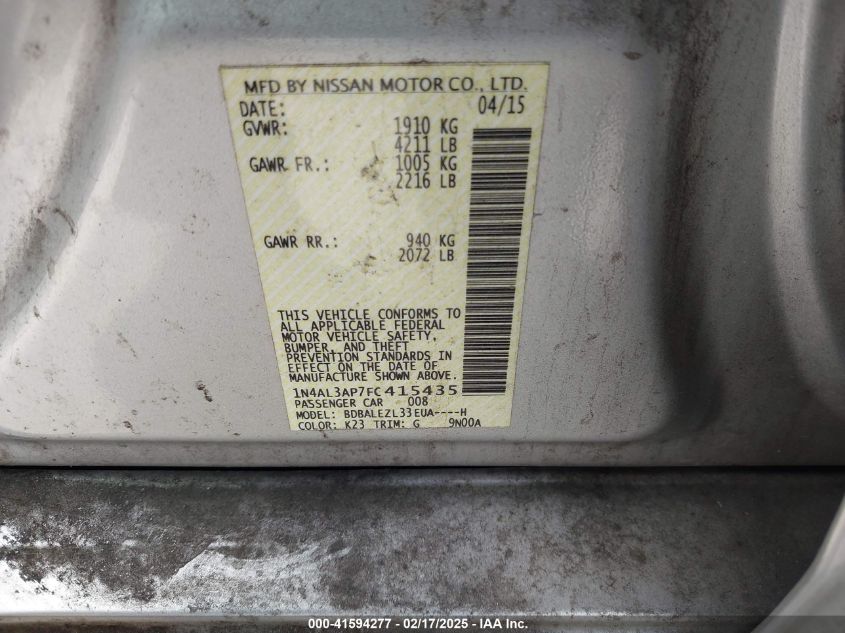 MFD BY NISSAN MOTOR CO., LTD.
DATE: 04/15
GVWR: 1910 KG
4211 LB
GAWR FR.: 1005 KG
2216 LB
GAWR RR.: 940 KG
2072 LB
THIS VEHICLE CONFORMS TO
ALL APPLICABLE FEDERAL
MOTOR VEHICLE SAFETY,
BUMPER, AND THEFT
PREVENTION STANDARDS IN
EFFECT ON THE DATE OF
MANUFACTURE SHOWN ABOVE.
1N4AL3AP7FC415435
PASSENGER CAR 008
MODEL: BDBALEZL33EUA----H
COLOR: K23 TRIM: G 9N00A
000-41594277 - 02/17/2025 - IAA Inc.